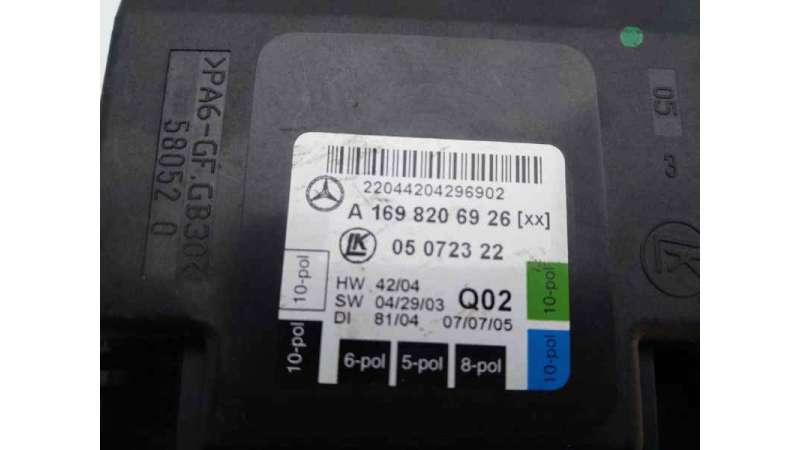 >PA6-GF.GB30<
58052 0
05 3
LK
22044204296902
A 169 820 69 26 [xx]
LK 05 0723 22
HW 42/04
SW 04/29/03 Q02
DI 81/04 07/07/05
10-pol
10-pol
10-pol
10-pol
6-pol 5-pol 8-pol